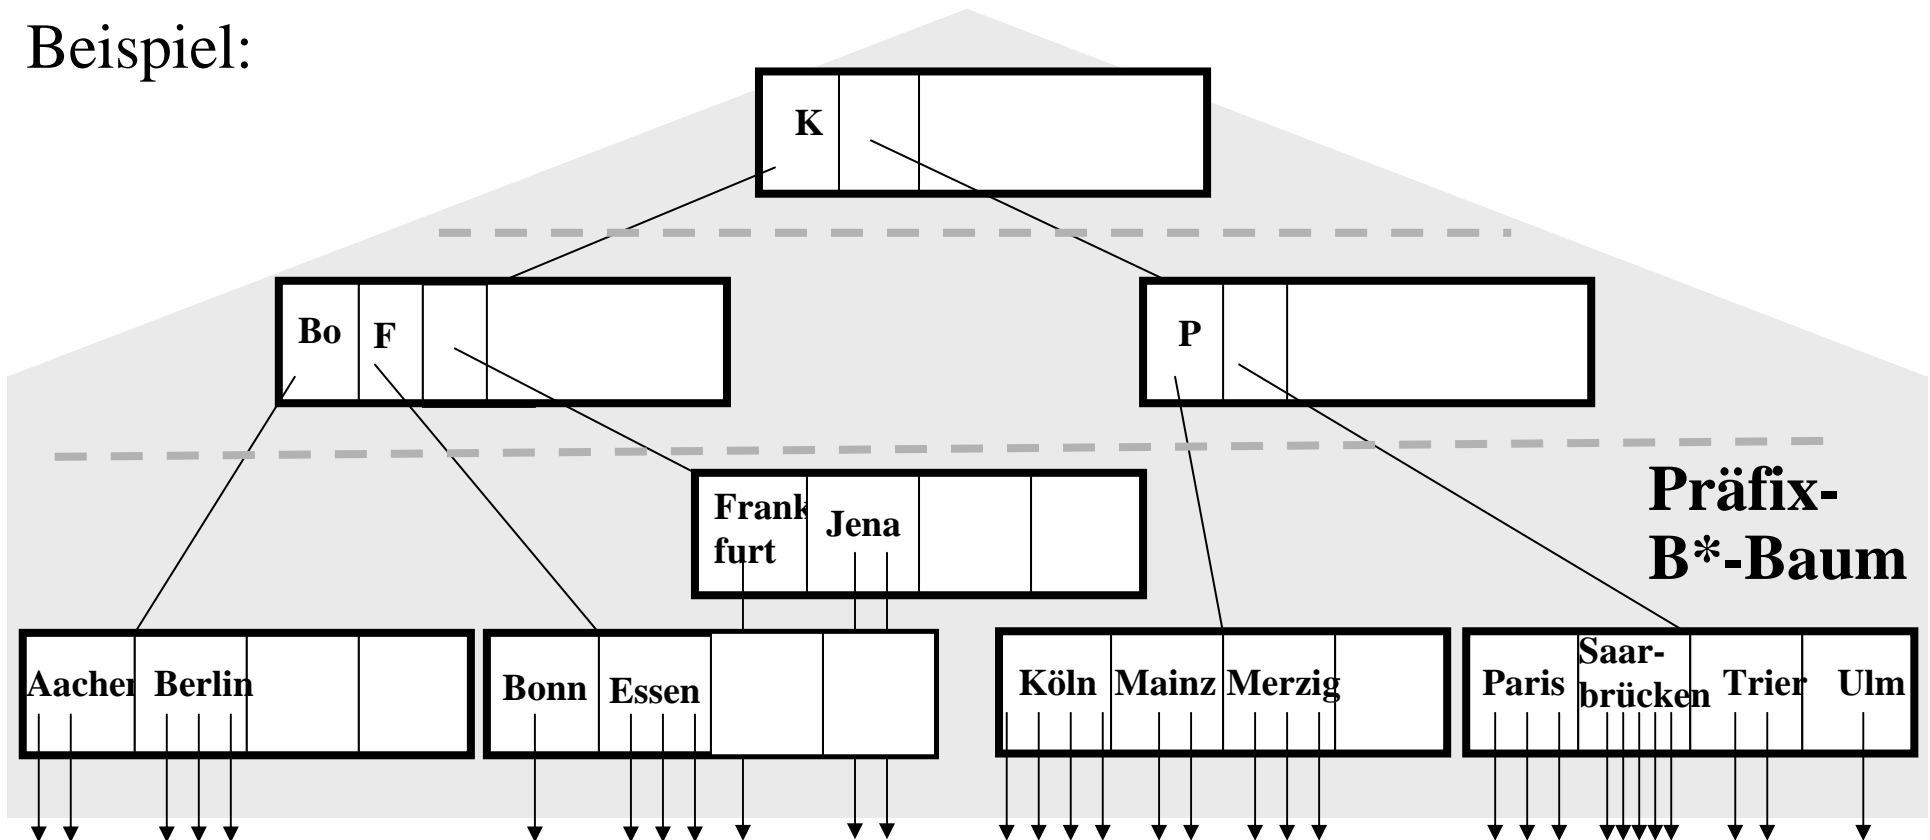 Beispiel:
K
Bo F
P
Präfix-
B*-Baum
Frank
furt
Jena
Aachen Berlin
Bonn Essen
Köln Mainz Merzig
Paris
Saar-
brücken
Trier Ulm